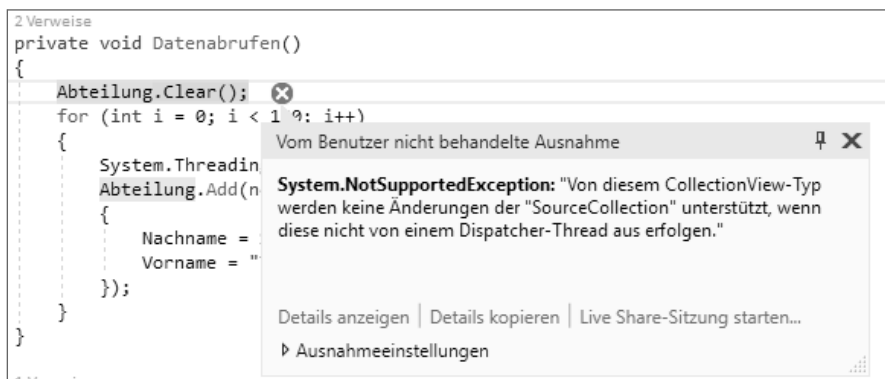 2 Verweise
private void Datenabrufen()
{
Abteilung.Clear();
for (int i = 0; i < i++)
{
System.Threadin
Abteilung.Add(n
{
Nachname =
Vorname = "
});
}
}
Vom Benutzer nicht behandelte Ausnahme
System.NotSupportedException: "Von diesem CollectionView-Typ
werden keine Änderungen der "SourceCollection" unterstützt, wenn
diese nicht von einem Dispatcher-Thread aus erfolgen."
Details anzeigen | Details kopieren | Live Share-Sitzung starten...
Ausnahmeeinstellungen